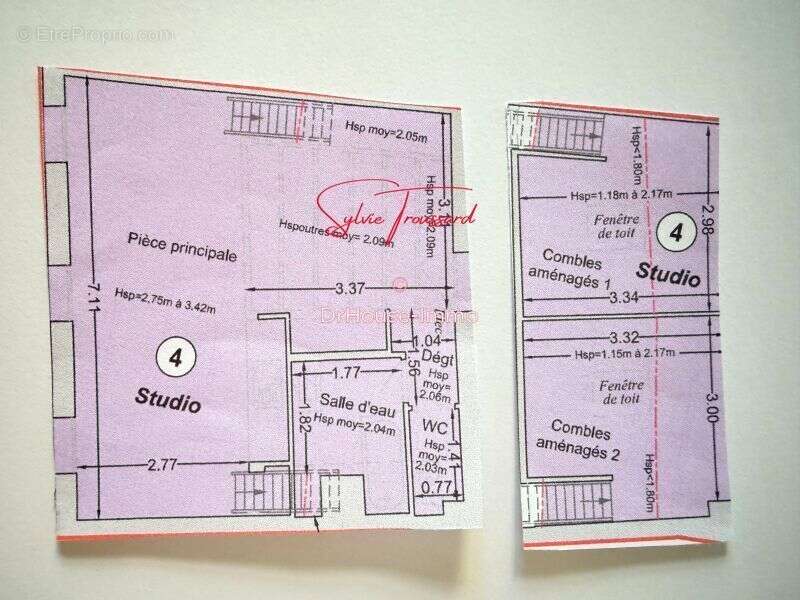 © EtreProprio.com
Hsp moy=2.05m
Hsp moy=2.09m
Sylvie Troussard
Hspoutres moy= 2.09m
Pièce principale
Hsp=2,75m à 3.42m
7.11
3.37
©
DrHouse-Immo
1.04
Dégt
Hsp
moy=
2.06m
1.56
4
Studio
1.77
Salle d'eau
Hsp moy=2.04m
1.82
WC
Hsp
moy=
2.03m
1.41
2.77
0.77
Hsp<1.80m
Hsp=1.18m à 2.17m
2.98
Fenêtre
de toit
4
Studio
Combles
aménagés 1
3.34
3.32
Hsp=1.15m à 2.17m
Fenêtre
de toit
3.00
Combles
aménagés 2
Hsp<1.80m